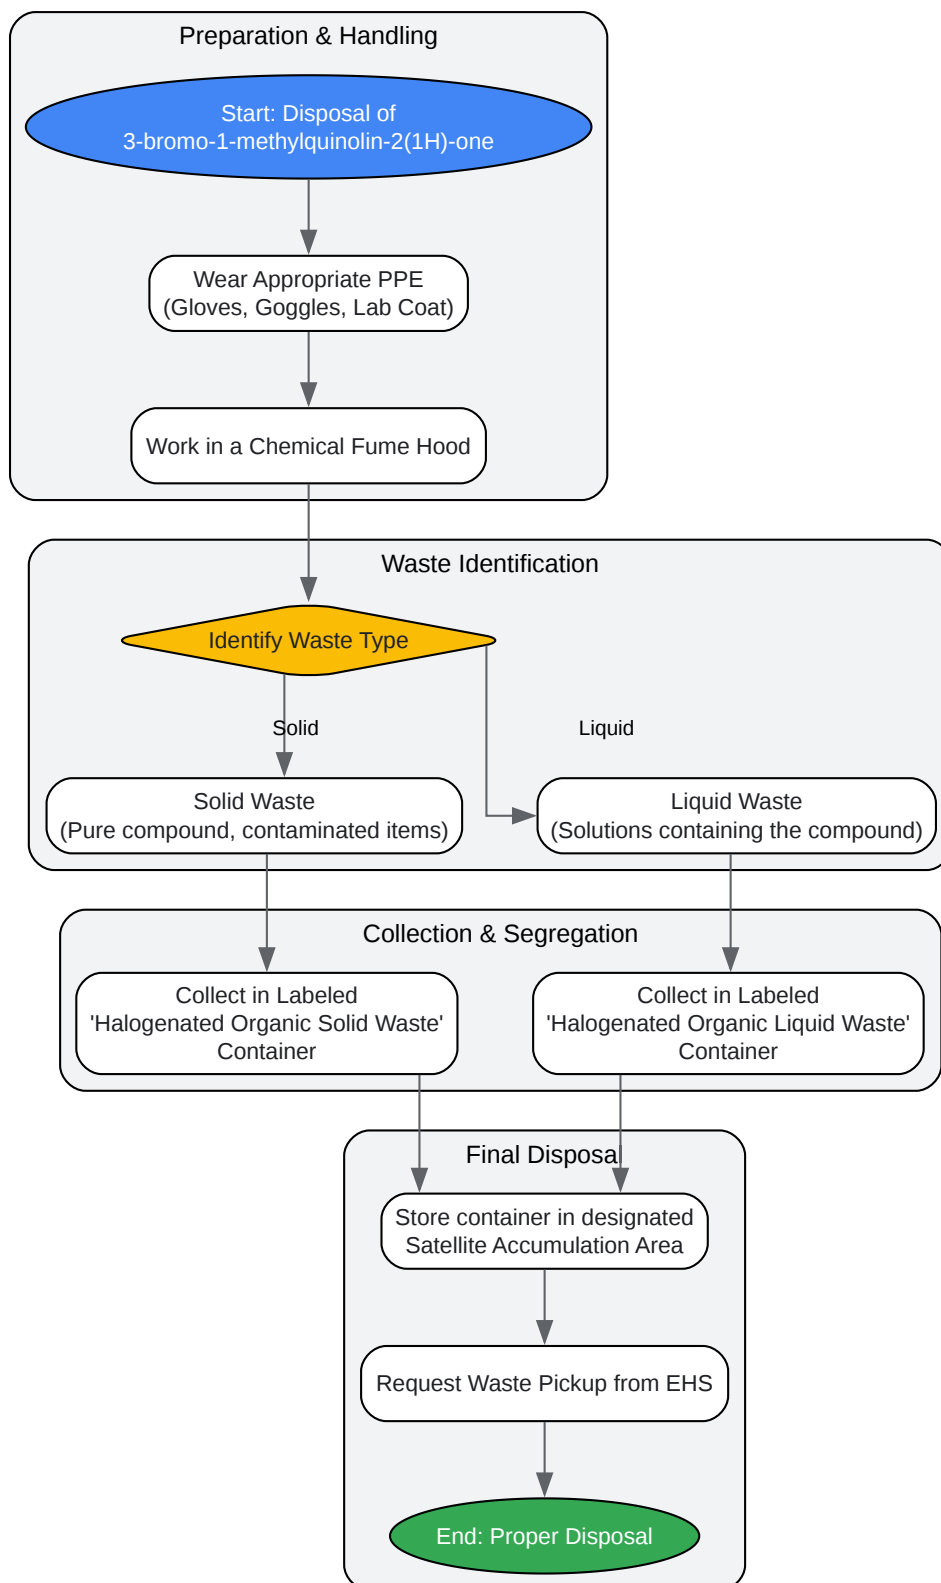 Preparation & Handling
Start: Disposal of
3-bromo-1-methylquinolin-2(1H)-one
Wear Appropriate PPE
(Gloves, Goggles, Lab Coat)
Work in a Chemical Fume Hood
Waste Identification
Identify Waste Type
Solid
Liquid
Solid Waste
(Pure compound, contaminated items)
Liquid Waste
(Solutions containing the compound)
Collection & Segregation
Collect in Labeled
'Halogenated Organic Solid Waste'
Container
Collect in Labeled
'Halogenated Organic Liquid Waste'
Container
Final Disposal
Store container in designated
Satellite Accumulation Area
Request Waste Pickup from EHS
End: Proper Disposal